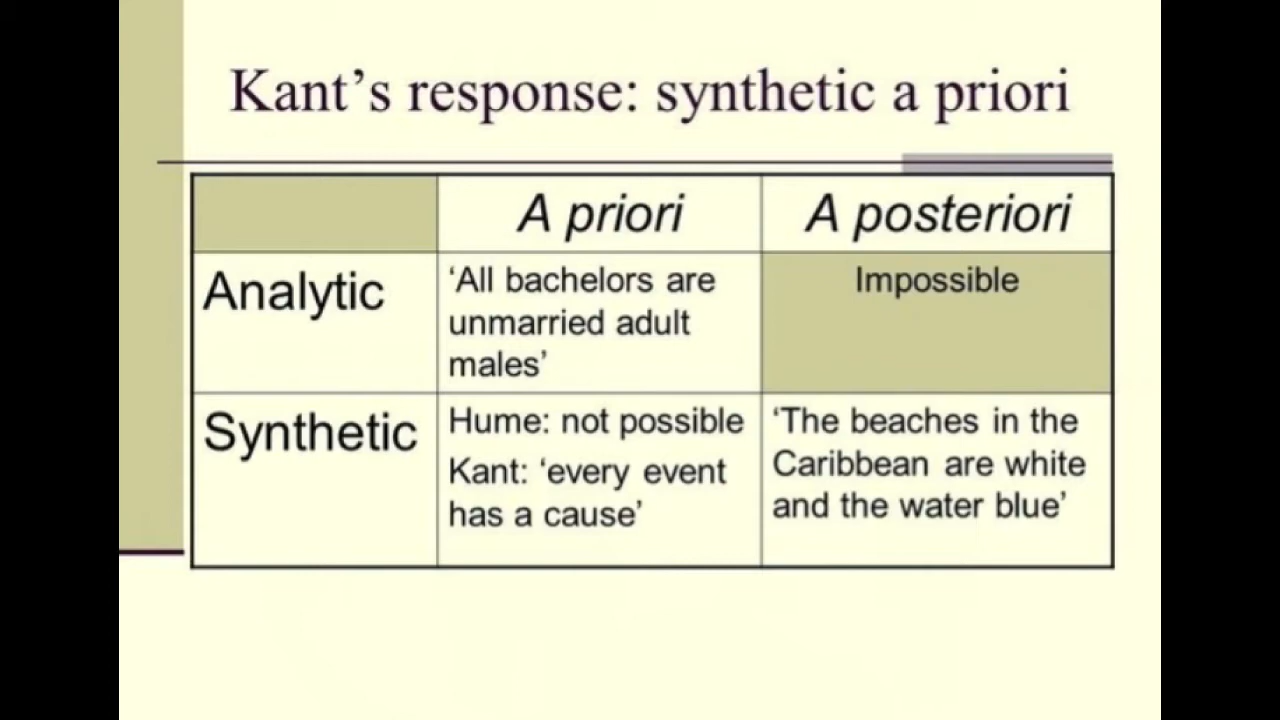 Kant’s response: synthetic a priori
A priori
A posteriori
Analytic
‘All bachelors are
unmarried adult
males’
Impossible
Synthetic
Hume: not possible
Kant: ‘every event
has a cause’
‘The beaches in the
Caribbean are white
and the water blue’